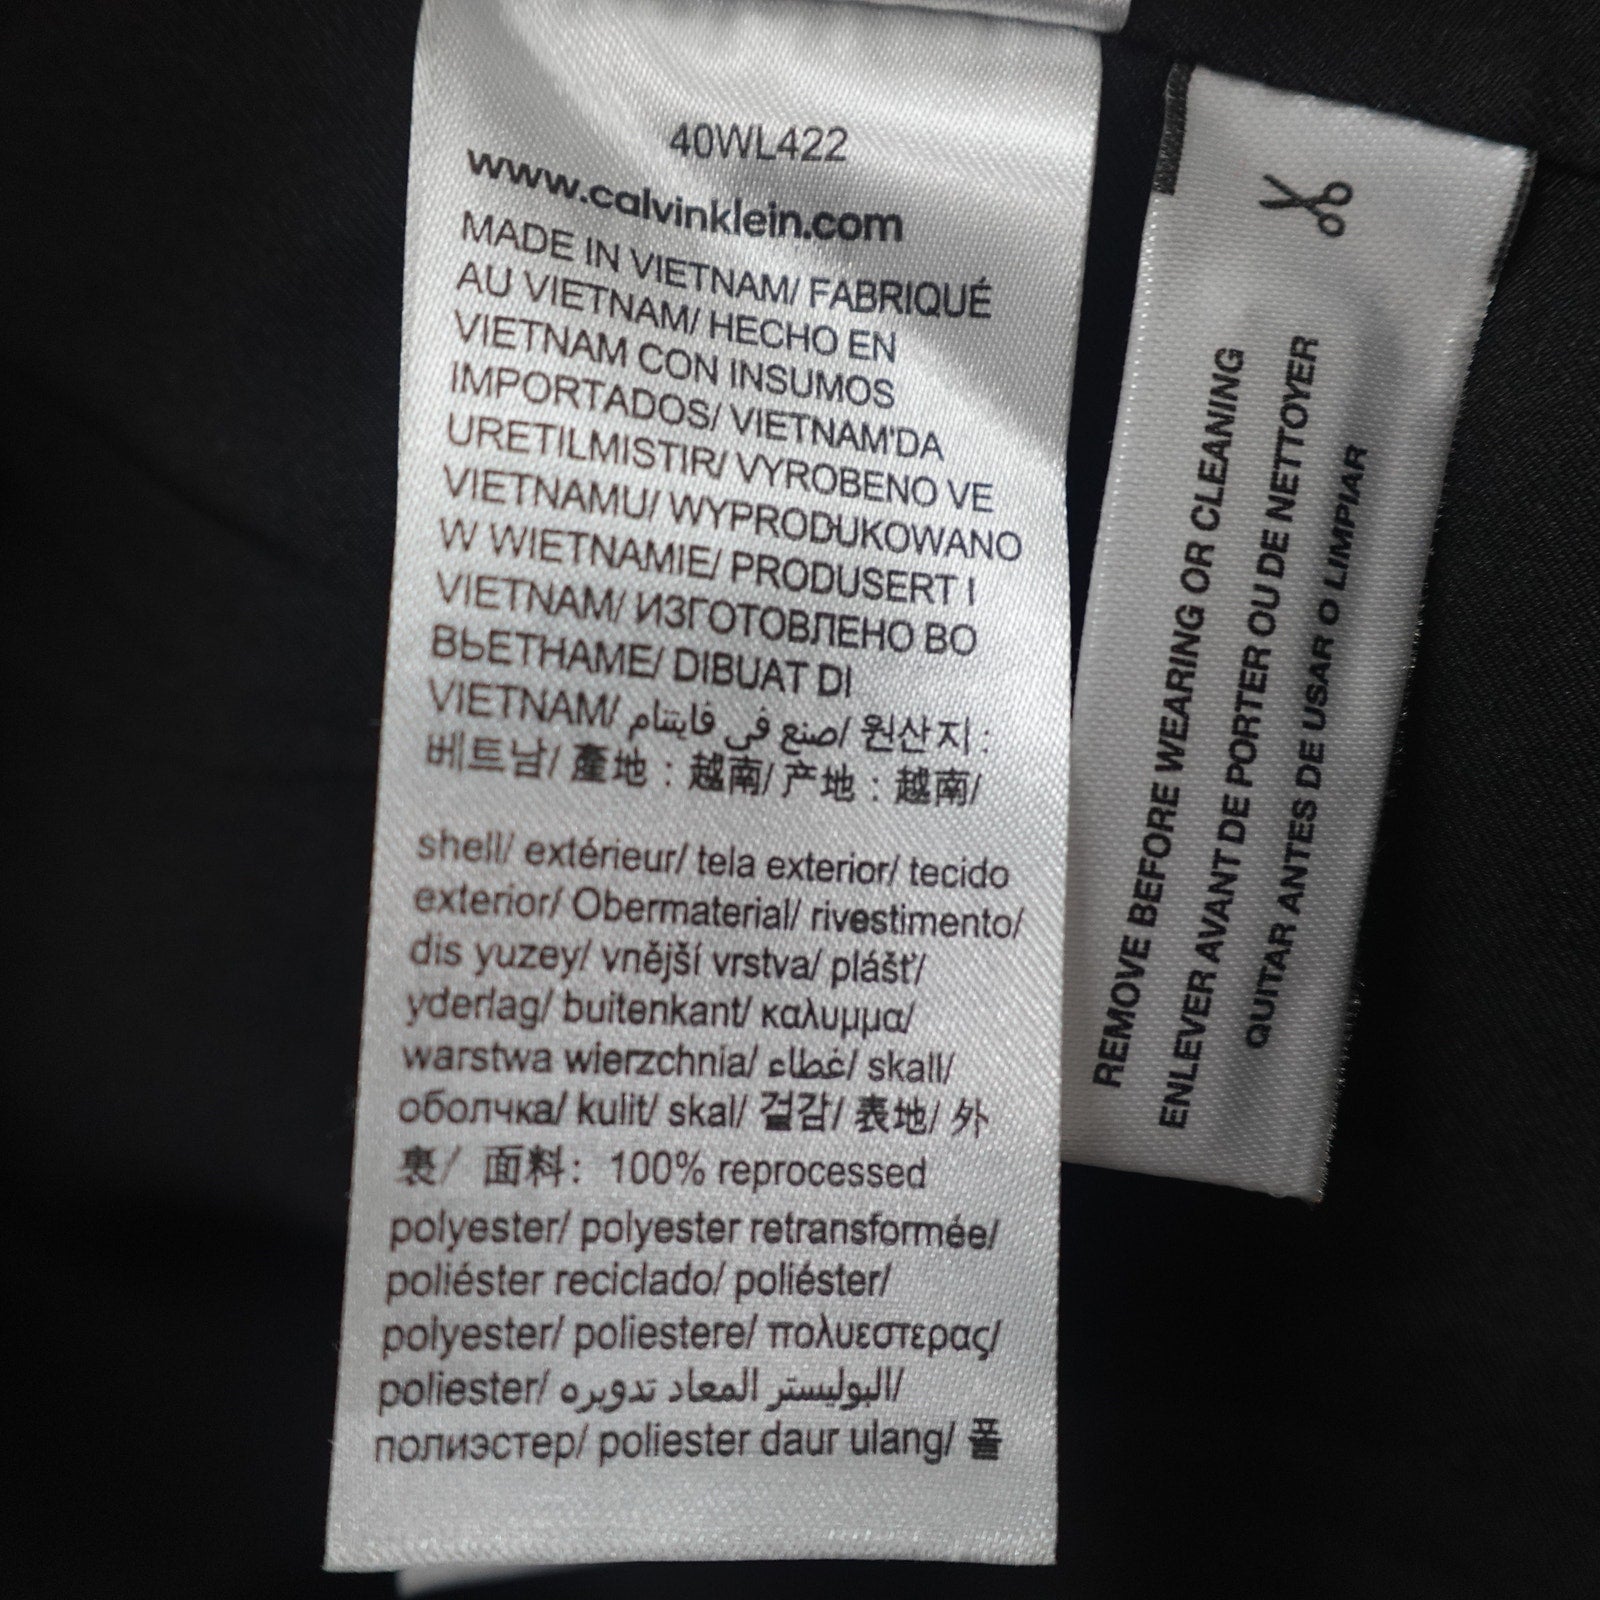 40WL422
www.calvinklein.com
MADE IN VIETNAM/ FABRIQUÉ
AU VIETNAM/ HECHO EN
VIETNAM CON INSUMOS
IMPORTADOS/ VIETNAM'DA
URETILMISTIR/ VYROBENO VE
VIETNAMU/ WYPRODUKOWANO
W WIETNAMIE/ PRODUSERT I
VIETNAM/ ИЗГОТОВЛЕНО ВО
ВЬЕТНАМЕ/ DIBUAT DI
VIETNAM/ صنع في فايتنام/ 원산지 :
베트남/ 產地 : 越南/ 产地 : 越南/
shell/ extérieur/ tela exterior/ tecido
exterior/ Obermaterial/ rivestimento/
dis yuzey/ vnější vrstva/ plášť/
yderlag/ buitenkant/ καλυμμα/
warstwa wierzchnia/ غطاء/ skall/
оболчка/ kulit/ skal/ 겉감/ 表地/ 外
裹/ 面料: 100% reprocessed
polyester/ polyester retransformée/
poliéster reciclado/ poliéster/
polyester/ poliestere/ πολυεστερας/
poliester/ البوليستر المعاد تدويره/
полиэстер/ poliester daur ulang/ 폴
REMOVE BEFORE WEARING OR CLEANING
ENLEVER AVANT DE PORTER OU DE NETTOYER
QUITAR ANTES DE USAR O LIMPIAR